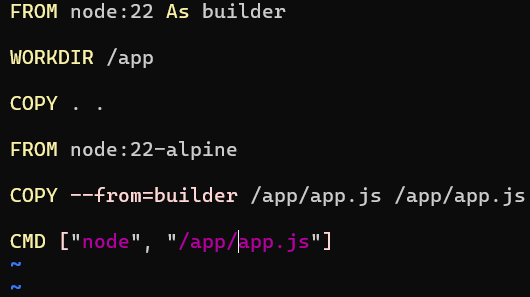 FROM node:22 As builder
WORKDIR /app
COPY . .
FROM node:22-alpine
COPY --from=builder /app/app.js /app/app.js
CMD ["node", "/app/app.js"]
~
~